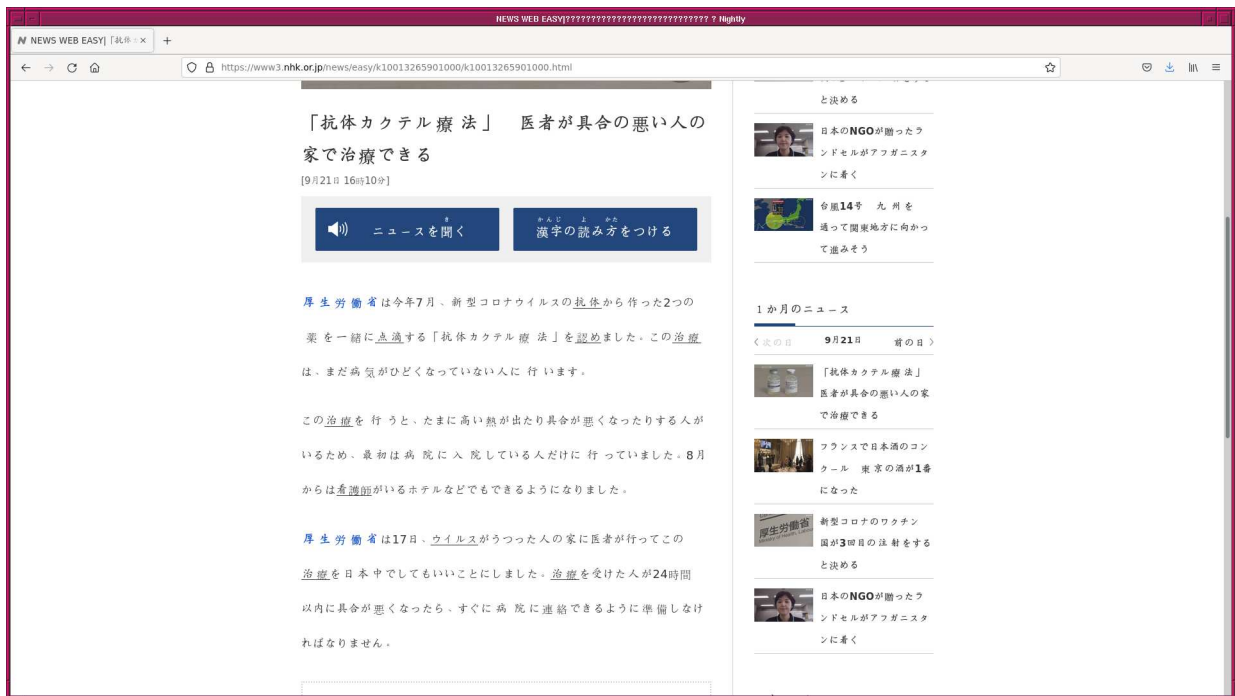 NEWS WEB EASY|???????????????????????????? ? Nightly
NEWS WEB EASY|「抗体
https://www3.nhk.or.jp/news/easy/k10013265901000/k10013265901000.html
「抗体カクテル療法」　医者が具合の悪い人の
家で治療できる
[9月21日 16時10分]
き
ニュースを聞く
かんじ よ かた
漢字の読み方をつける
厚生労働省は今年7月、新型コロナウイルスの抗体から作った2つの
薬を一緒に点滴する「抗体カクテル療法」を認めました。この治療
は、まだ病気がひどくなっていない人に行います。
この治療を行うと、たまに高い熱が出たり具合が悪くなったりする人が
いるため、最初は病院に入院している人だけに行っていました。8月
からは看護師がいるホテルなどでもできるようになりました。
厚生労働省は17日、ウイルスがうつった人の家に医者が行ってこの
治療を日本中でしてもいいことにしました。治療を受けた人が24時間
以内に具合が悪くなったら、すぐに病院に連絡できるように準備しなけ
ればなりません。
と決める
日本のNGOが贈ったラ
ンドセルがアフガニスタ
ンに着く
台風14号　九州を
通って関東地方に向かっ
て進みそう
1か月のニュース
次の日
9月21日
前の日
「抗体カクテル療法」
医者が具合の悪い人の家
で治療できる
フランスで日本酒のコン
クール　東京の酒が1番
になった
厚生労働省
新型コロナのワクチン
国が3回目の注射をする
と決める
日本のNGOが贈ったラ
ンドセルがアフガニスタ
ンに着く